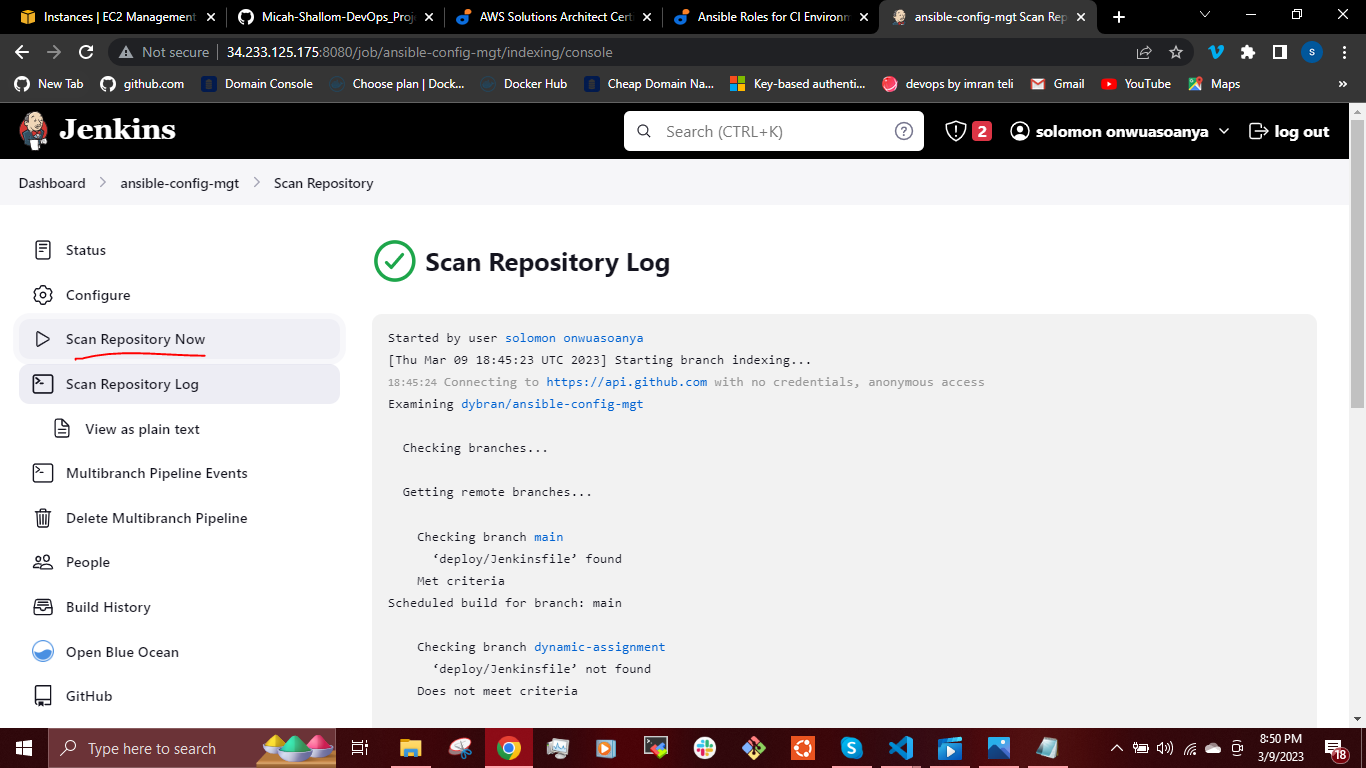 Instances | EC2 Management
Micah-Shallom-DevOps_Proj
AWS Solutions Architect Cert
Ansible Roles for CI Environm
ansible-config-mgt Scan Rep
Not secure
34.233.125.175:8080/job/ansible-config-mgt/indexing/console
S
New Tab
github.com
Domain Console
Choose plan | Dock...
Docker Hub
Cheap Domain Na...
Key-based authenti...
devops by imran teli
Gmail
YouTube
Maps
»
Jenkins
Search (CTRL+K)
2
solomon onwuasoanya
log out
Dashboard
ansible-config-mgt
Scan Repository
Status
Configure
Scan Repository Now
Scan Repository Log
View as plain text
Multibranch Pipeline Events
Delete Multibranch Pipeline
People
Build History
Open Blue Ocean
GitHub
Scan Repository Log
Started by user solomon onwuasoanya
[Thu Mar 09 18:45:23 UTC 2023] Starting branch indexing...
18:45:24 Connecting to https://api.github.com with no credentials, anonymous access
Examining dybran/ansible-config-mgt
Checking branches...
Getting remote branches...
Checking branch main
‘deploy/Jenkinsfile’ found
Met criteria
Scheduled build for branch: main
Checking branch dynamic-assignment
‘deploy/Jenkinsfile’ not found
Does not meet criteria
Type here to search
8:50 PM
3/9/2023
18